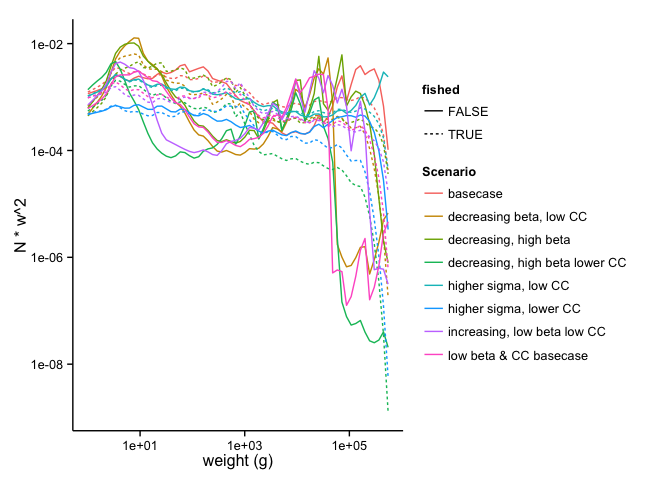 1e-02
1e-04
1e-06
1e-08
N * w^2
1e+01
1e+03
1e+05
weight (g)
fished
FALSE
TRUE
Scenario
basecase
decreasing beta, low CC
decreasing, high beta
decreasing, high beta lower CC
higher sigma, low CC
higher sigma, lower CC
increasing, low beta low CC
low beta & CC basecase